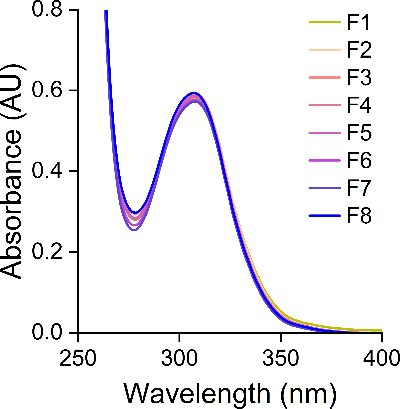 Absorbance (AU)
0.8
0.6
0.4
0.2
0.0
F1
F2
F3
F4
F5
F6
F7
F8
250
300
350
400
Wavelength (nm)